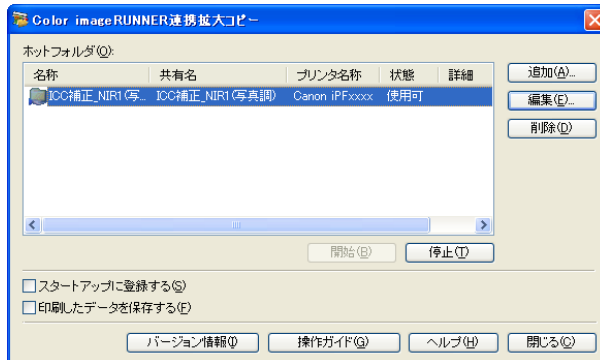 Color imageRUNNER連携拡大コピー
ホットフォルダ(O):
名称 共有名 プリンタ名称 状態 詳細
ICC補正_NIR1(写... ICC補正_NIR1(写真調) Canon iPFxxxx 使用可
追加(A)...
編集(E)...
削除(D)
開始(B) 停止(T)
スタートアップに登録する(S)
印刷したデータを保存する(F)
バージョン情報(I) 操作ガイド(G) ヘルプ(H) 閉じる(C)